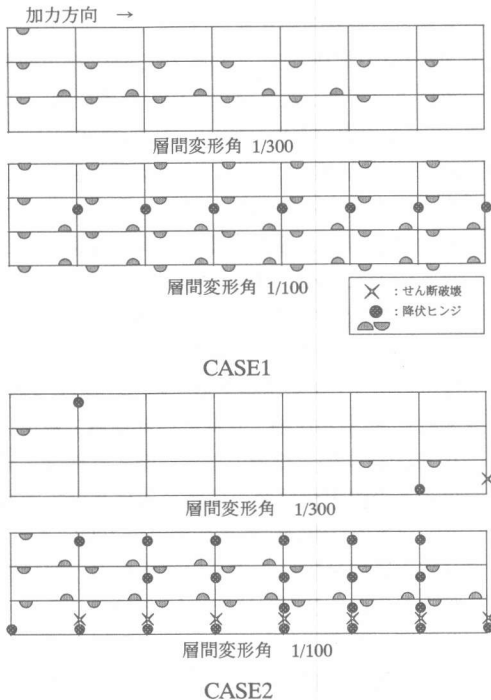 加力方向 →
層間変形角 1/300
層間変形角 1/100
：せん断破壊
：降伏ヒンジ
CASE1
層間変形角 1/300
層間変形角 1/100
CASE2